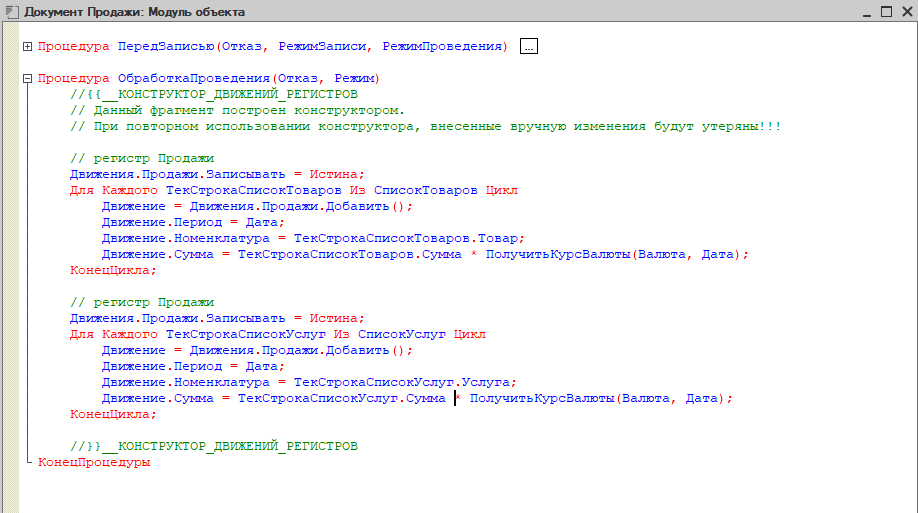 Документ Продажи: Модуль объекта
Процедура ПередЗаписью(Отказ, РежимЗаписи, РежимПроведения) ...
Процедура ОбработкаПроведения(Отказ, Режим)
//{{__КОНСТРУКТОР_ДВИЖЕНИЙ_РЕГИСТРОВ
// Данный фрагмент построен конструктором.
// При повторном использовании конструктора, внесенные вручную изменения будут утеряны!!!
// регистр Продажи
Движения.Продажи.Записывать = Истина;
Для Каждого ТекСтрокаСписокТоваров Из СписокТоваров Цикл
Движение = Движения.Продажи.Добавить();
Движение.Период = Дата;
Движение.Номенклатура = ТекСтрокаСписокТоваров.Товар;
Движение.Сумма = ТекСтрокаСписокТоваров.Сумма * ПолучитьКурсВалюты(Валюта, Дата);
КонецЦикла;
// регистр Продажи
Движения.Продажи.Записывать = Истина;
Для Каждого ТекСтрокаСписокУслуг Из СписокУслуг Цикл
Движение = Движения.Продажи.Добавить();
Движение.Период = Дата;
Движение.Номенклатура = ТекСтрокаСписокУслуг.Услуга;
Движение.Сумма = ТекСтрокаСписокУслуг.Сумма * ПолучитьКурсВалюты(Валюта, Дата);
КонецЦикла;
//}}__КОНСТРУКТОР_ДВИЖЕНИЙ_РЕГИСТРОВ
КонецПроцедуры